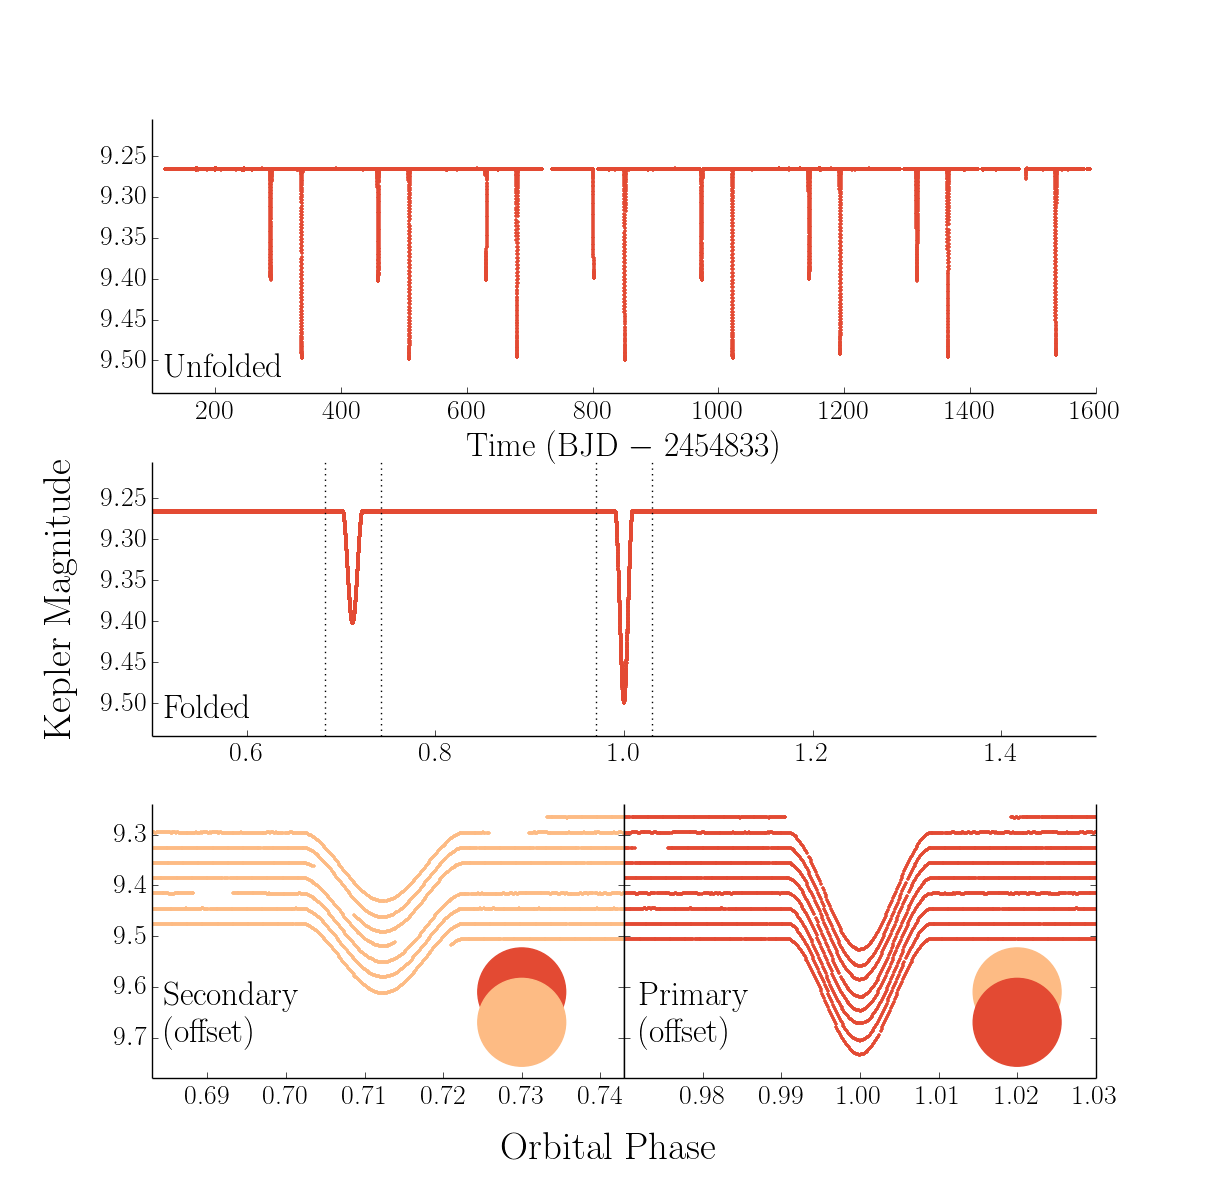 9.25
9.30
9.35
9.40
9.45
9.50
Unfolded
200 400 600 800 1000 1200 1400 1600
Time (BJD − 2454833)
Kepler Magnitude
9.25
9.30
9.35
9.40
9.45
9.50
Folded
0.6 0.8 1.0 1.2 1.4
9.3
9.4
9.5
9.6
9.7
Secondary
(offset)
Primary
(offset)
0.69 0.70 0.71 0.72 0.73 0.74 0.98 0.99 1.00 1.01 1.02 1.03
Orbital Phase